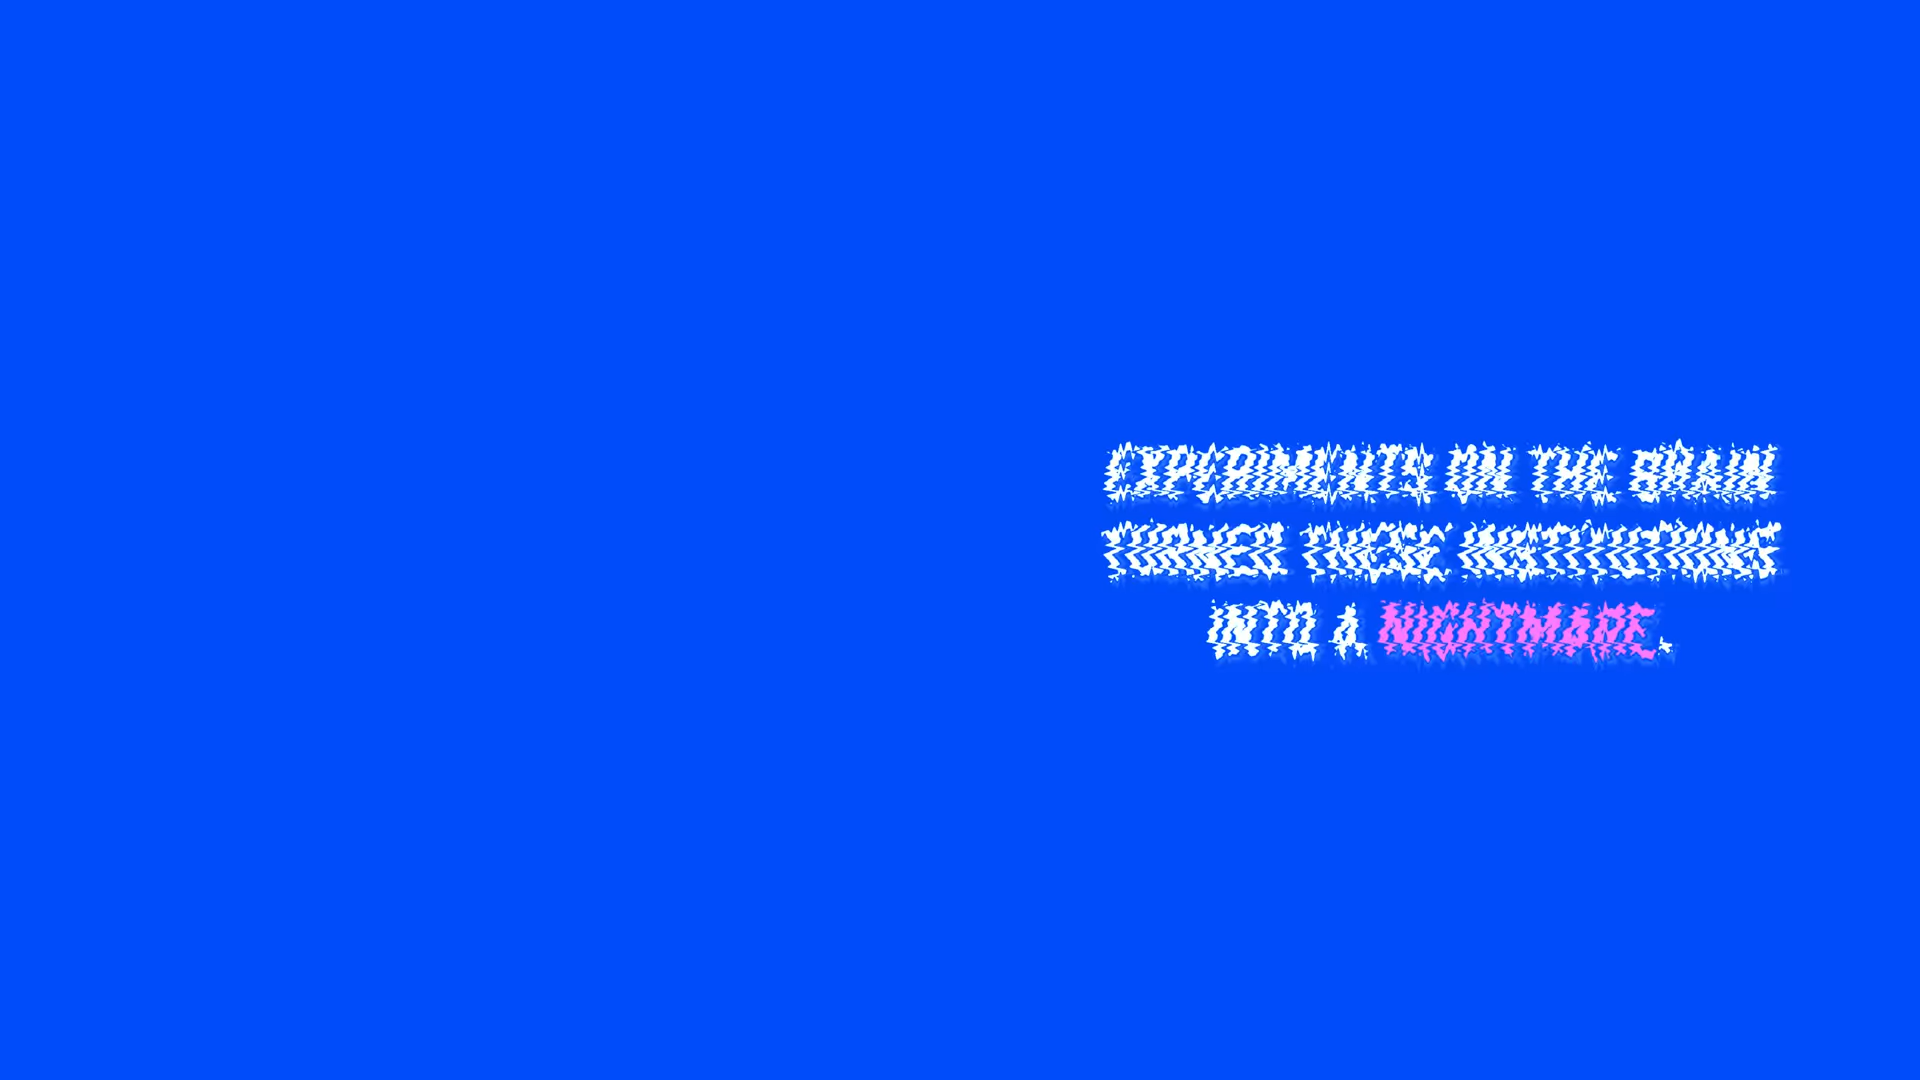 EXPERIMENTS ON THE BRAIN
TURNED THESE INSTITUTIONS
INTO A NIGHTMARE.